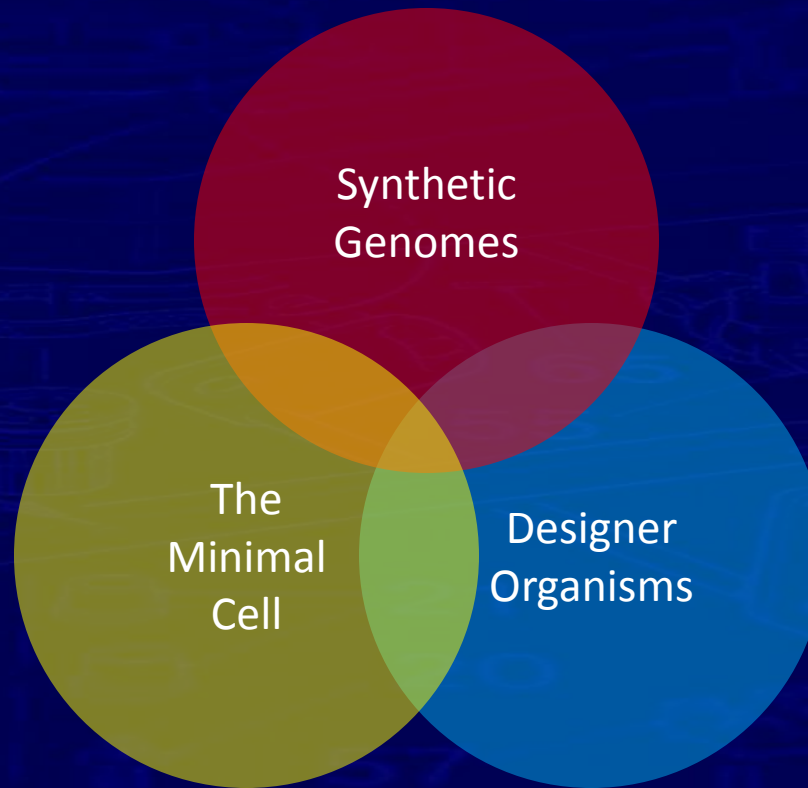 Synthetic
Genomes
The
Minimal
Cell
Designer
Organisms